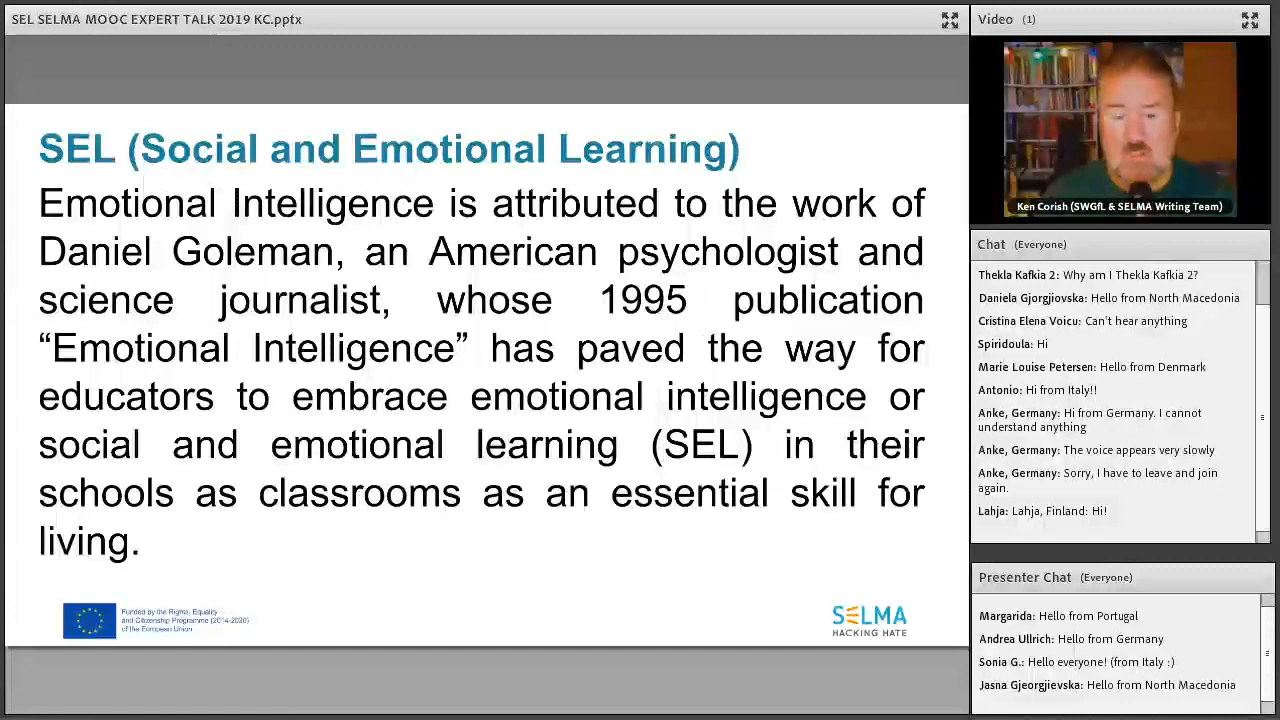 SEL SELMA MOOC EXPERT TALK 2019 KC.pptx
SEL (Social and Emotional Learning)
Emotional Intelligence is attributed to the work of
Daniel Goleman, an American psychologist and
science journalist, whose 1995 publication
“Emotional Intelligence” has paved the way for
educators to embrace emotional intelligence or
social and emotional learning (SEL) in their
schools as classrooms as an essential skill for
living.
Funded by the Rights, Equality
and Citizenship Programme (2014-2020)
of the European Union
SELMA
HACKING HATE
Video (1)
Ken Corish (SWGfL & SELMA Writing Team)
Chat (Everyone)
Thekla Kafkia 2: Why am I Thekla Kafkia 2?
Daniela Gjorgjiovska: Hello from North Macedonia
Cristina Elena Voicu: Can't hear anything
Spiridoula: Hi
Marie Louise Petersen: Hello from Denmark
Antonio: Hi from Italy!!
Anke, Germany: Hi from Germany. I cannot
understand anything
Anke, Germany: The voice appears very slowly
Anke, Germany: Sorry, I have to leave and join
again.
Lahja: Lahja, Finland: Hi!
Presenter Chat (Everyone)
Margarida: Hello from Portugal
Andrea Ullrich: Hello from Germany
Sonia G.: Hello everyone! (from Italy :)
Jasna Gjeorgjievska: Hello from North Macedonia